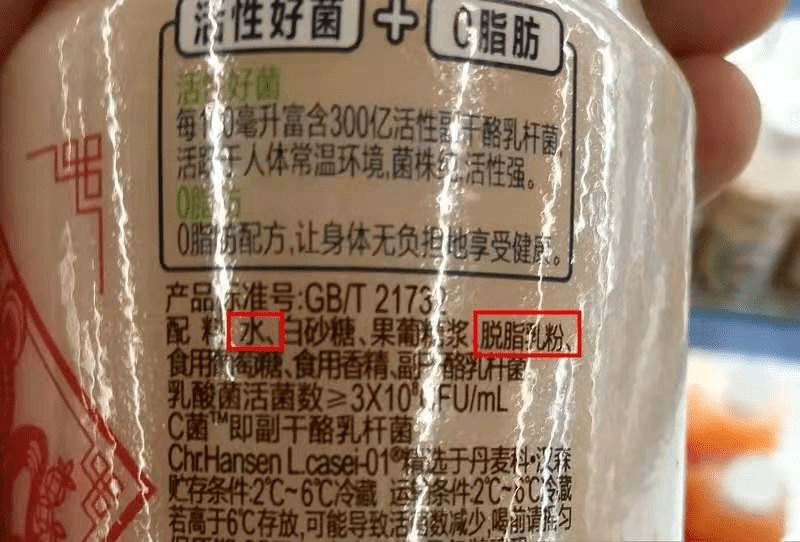 活性好菌 + 0脂肪
活性好菌
每100毫升富含300亿活性副干酪乳杆菌,
活跃于人体常温环境,菌株纯,活性强。
0脂肪
0脂肪配方,让身体无负担地享受健康。
产品标准号:GB/T 21732
配料:水、白砂糖、果葡糖浆、脱脂乳粉、
食用葡萄糖、食用香精、副干酪乳杆菌
乳酸菌活菌数≥3X10⁸CFU/mL
C菌™即副干酪乳杆菌
Chr.Hansen L.casei-01®精选于丹麦科·汉森
贮存条件:2℃~6℃冷藏 运输条件:2℃~6℃冷藏
若高于6℃存放,可能导致活菌数减少,喝前请摇匀